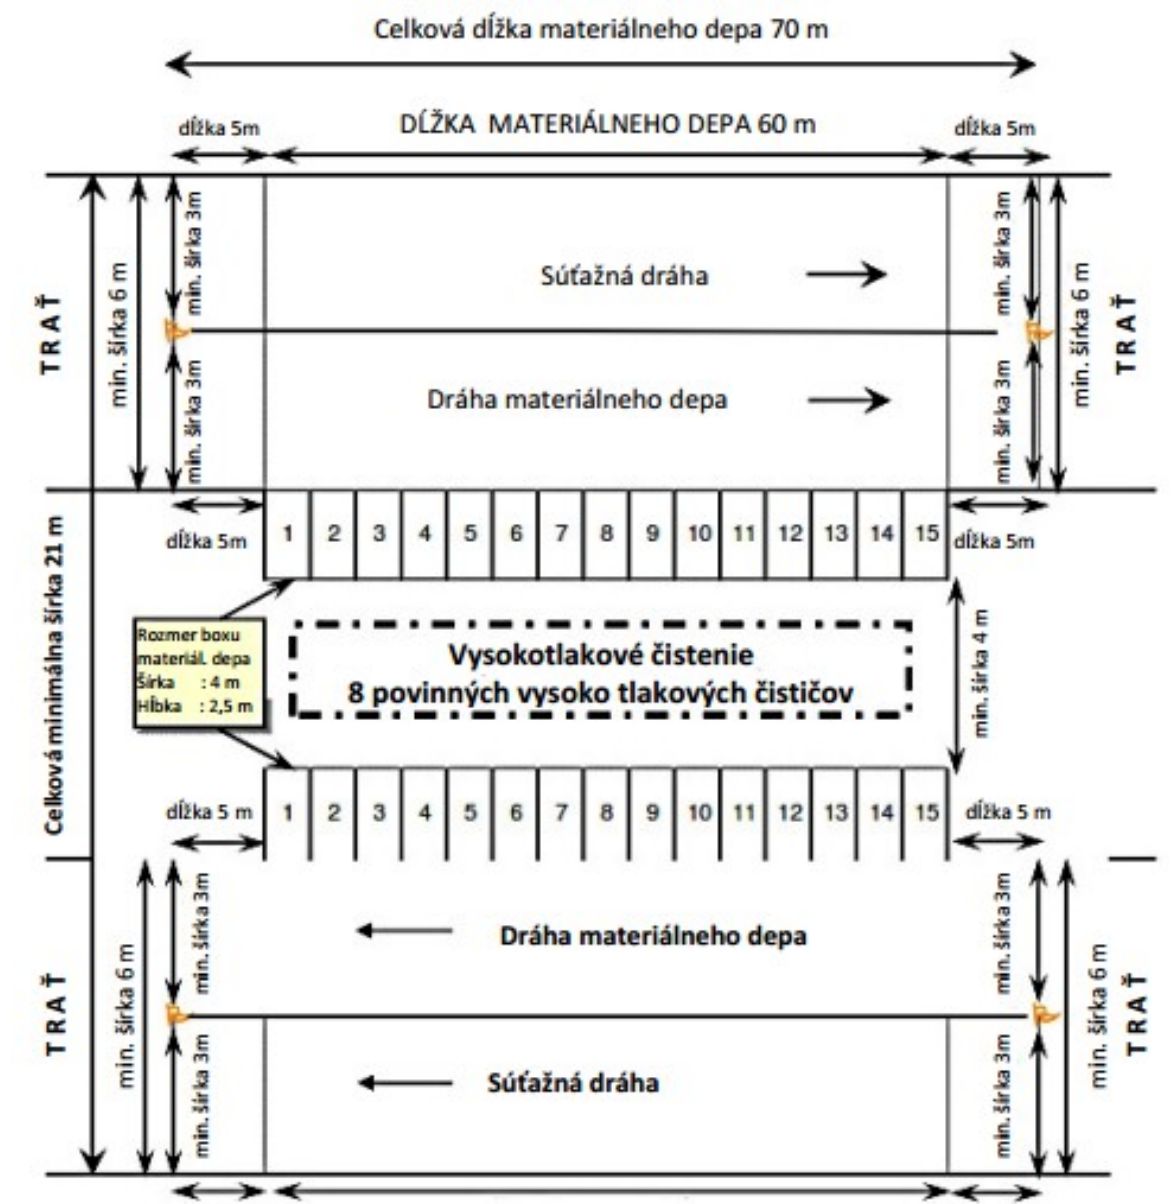 Celková dĺžka materiálneho depa 70 m
dĺžka 5m
DĹŽKA MATERIÁLNEHO DEPA 60 m
dĺžka 5m
TRAŤ
min. šírka 6 m
min. šírka 3m
min. šírka 3m
Súťažná dráha
Dráha materiálneho depa
min. šírka 3m
min. šírka 3m
min. šírka 6 m
TRAŤ
Celková minimálna šírka 21 m
dĺžka 5m
1 2 3 4 5 6 7 8 9 10 11 12 13 14 15
dĺžka 5m
Rozmer boxu
materiál. depa
Šírka : 4 m
Hĺbka : 2,5 m
Vysokotlakové čistenie
8 povinných vysoko tlakových čističov
min. šírka 4 m
dĺžka 5 m
1 2 3 4 5 6 7 8 9 10 11 12 13 14 15
dĺžka 5 m
TRAŤ
min. šírka 6 m
min. šírka 3m
min. šírka 3m
Dráha materiálneho depa
Súťažná dráha
min. šírka 3m
min. šírka 3m
min. šírka 6 m
TRAŤ